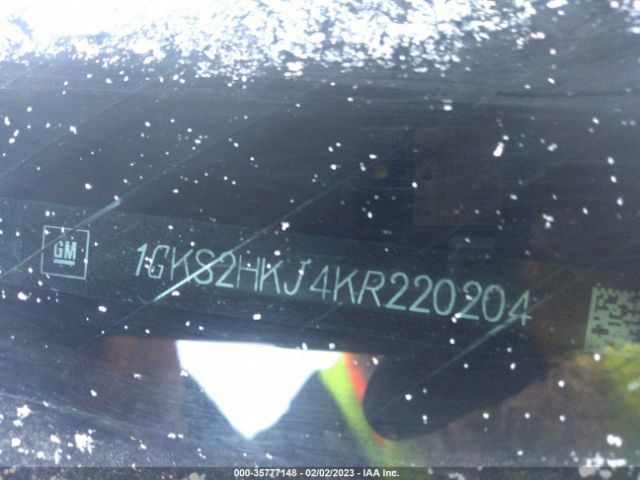 GM
1GKS2HKJ4KR220204
000-35777148 - 02/02/2023 - IAA Inc.